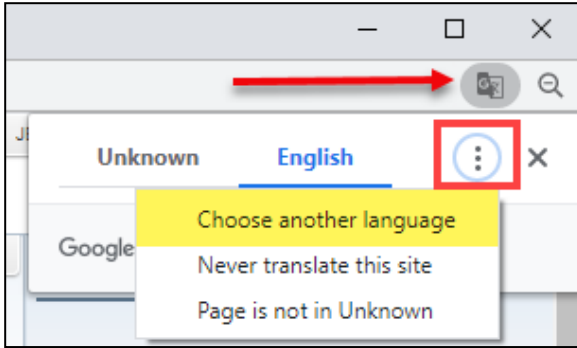 Unknown English
Choose another language
Google
Never translate this site
Page is not in Unknown